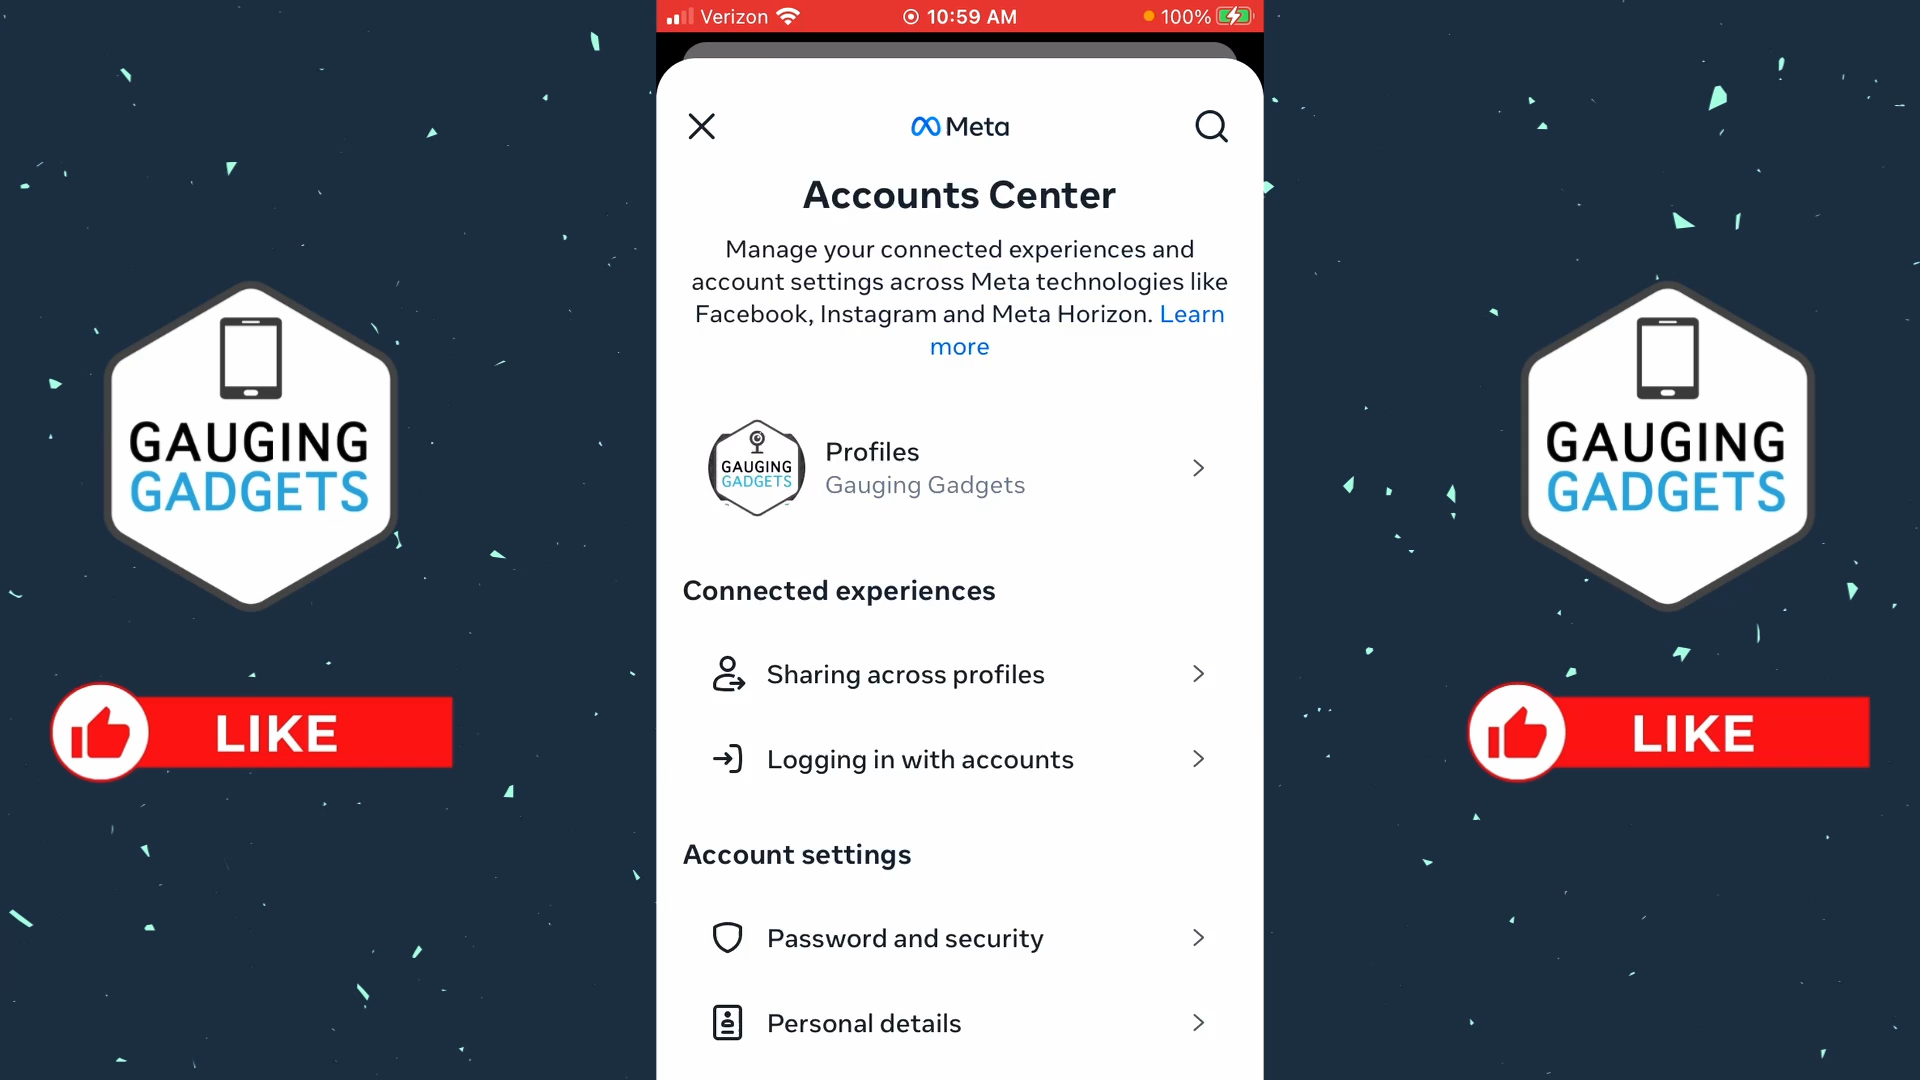 Verizon 10:59 AM 100%
Meta
Accounts Center
Manage your connected experiences and
account settings across Meta technologies like
Facebook, Instagram and Meta Horizon. Learn
more
GAUGING
GADGETS
Profiles
Gauging Gadgets
Connected experiences
Sharing across profiles
Logging in with accounts
Account settings
Password and security
Personal details
GAUGING
GADGETS
LIKE
GAUGING
GADGETS
LIKE